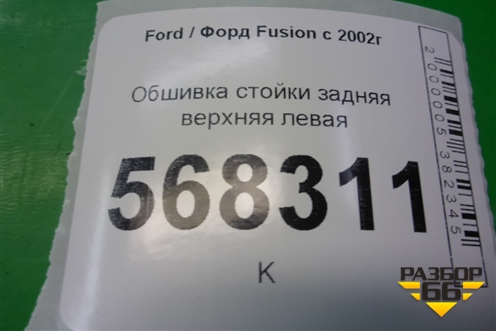 Ford / Форд Fusion с 2002г
Обшивка стойки задняя
верхняя левая
568311
К
2000005382345
РАЗБОР
66